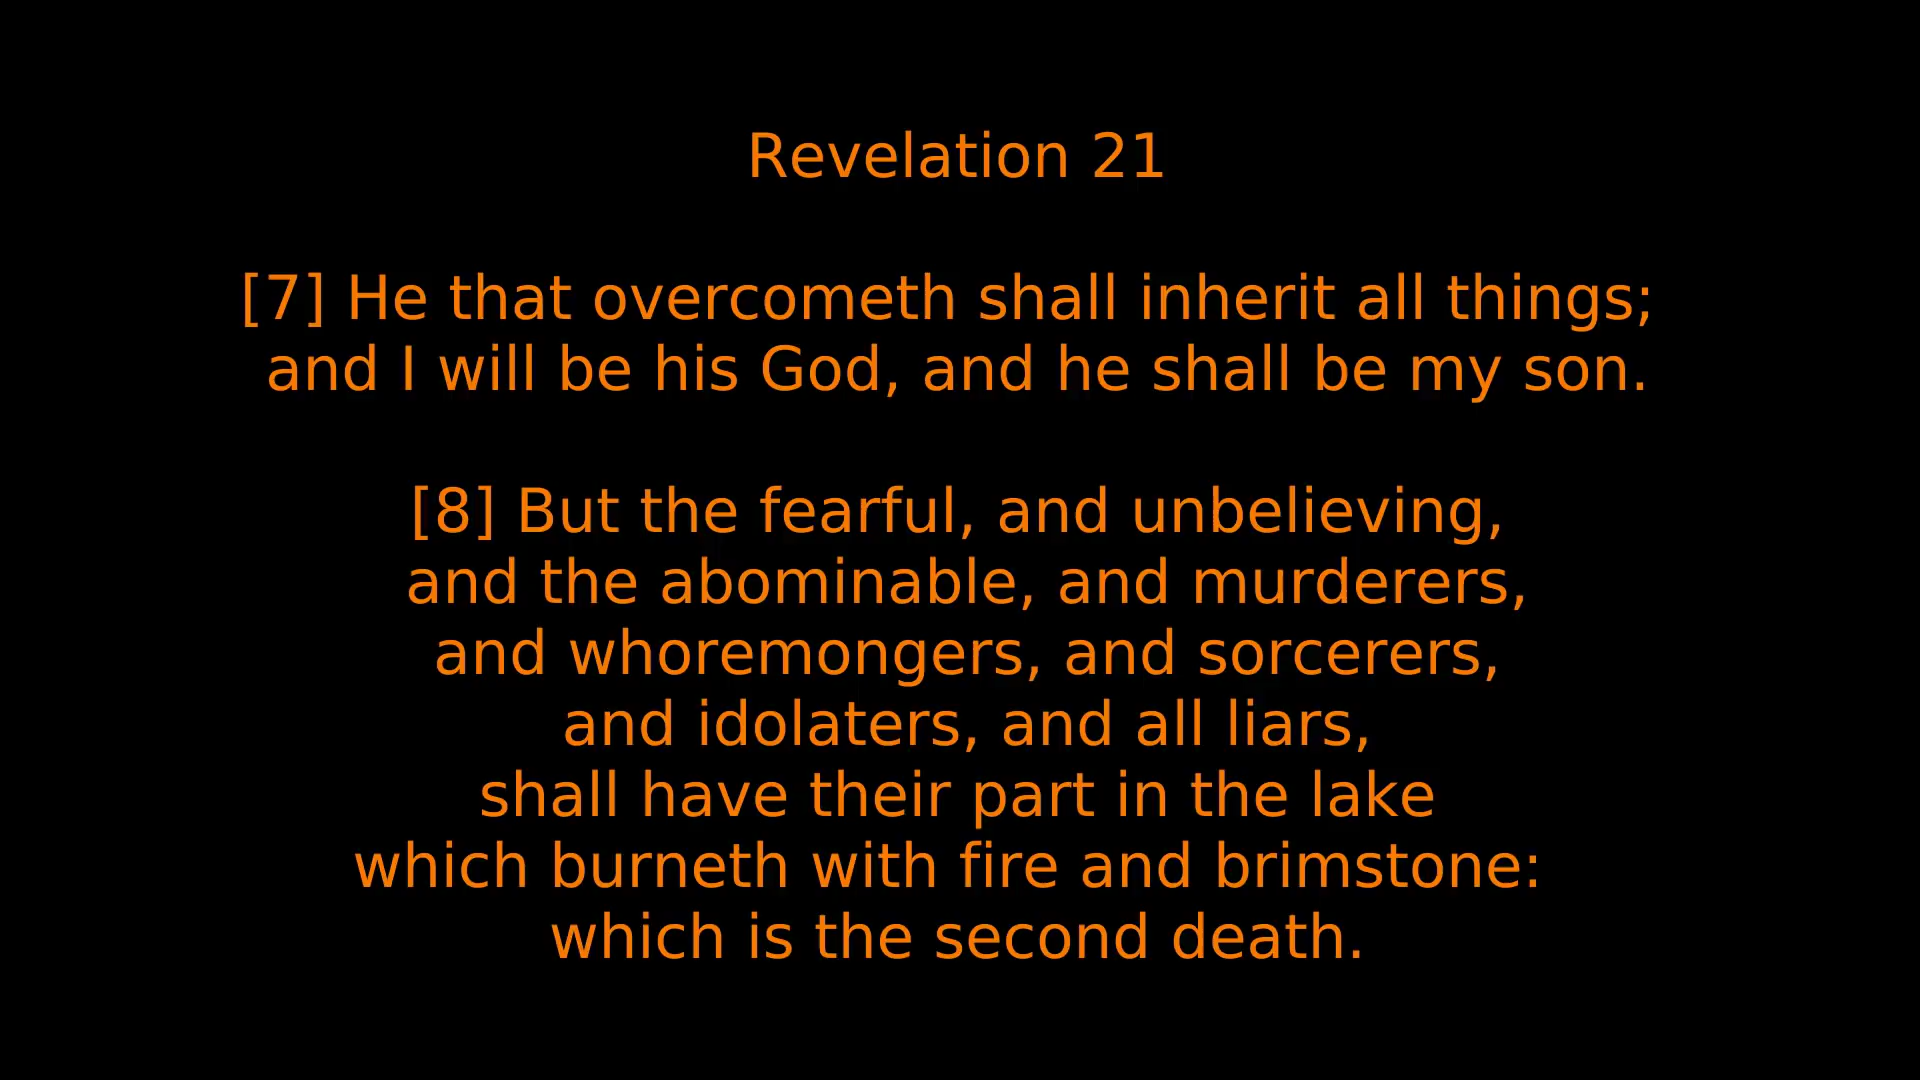 Revelation 21
[7] He that overcometh shall inherit all things;
and I will be his God, and he shall be my son.
[8] But the fearful, and unbelieving,
and the abominable, and murderers,
and whoremongers, and sorcerers,
and idolaters, and all liars,
shall have their part in the lake
which burneth with fire and brimstone:
which is the second death.